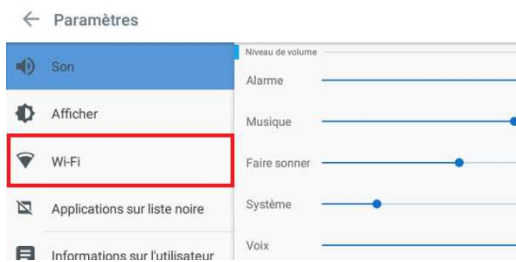 Paramètres
Son
Afficher
Wi-Fi
Applications sur liste noire
Informations sur l'utilisateur
Niveau de volume
Alarme
Musique
Faire sonner
Système
Voix